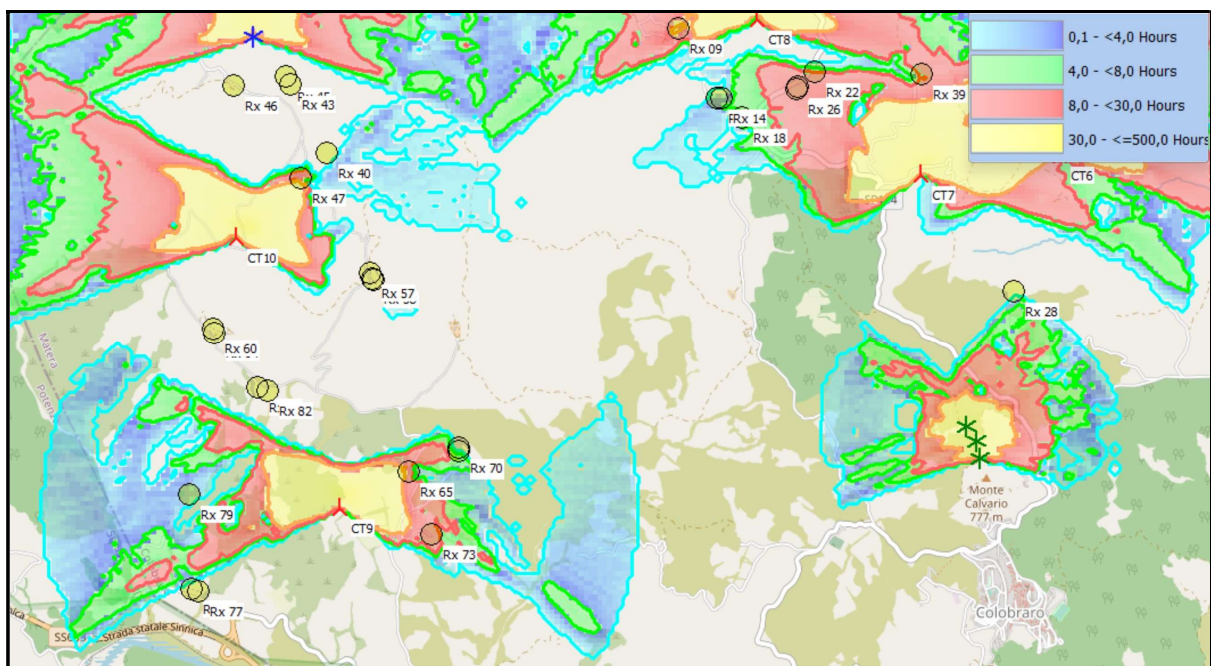 0,1 - <4,0 Hours
4,0 - <8,0 Hours
8,0 - <30,0 Hours
30,0 - <=500,0 Hours
Rx 09
CT8
Rx 22
Rx 39
Rx 46
Rx 43
Rx 26
Rx 14
Rx 18
Rx 40
CT6
Rx 47
CT7
CT10
Rx 57
Rx 28
Rx 60
Matera
Rx 82
Rx 70
Rx 65
Rx 79
CT9
Monte
Calvario
777 m
Rx 73
Rx 77
Colobraro
Strada statale Sinnica